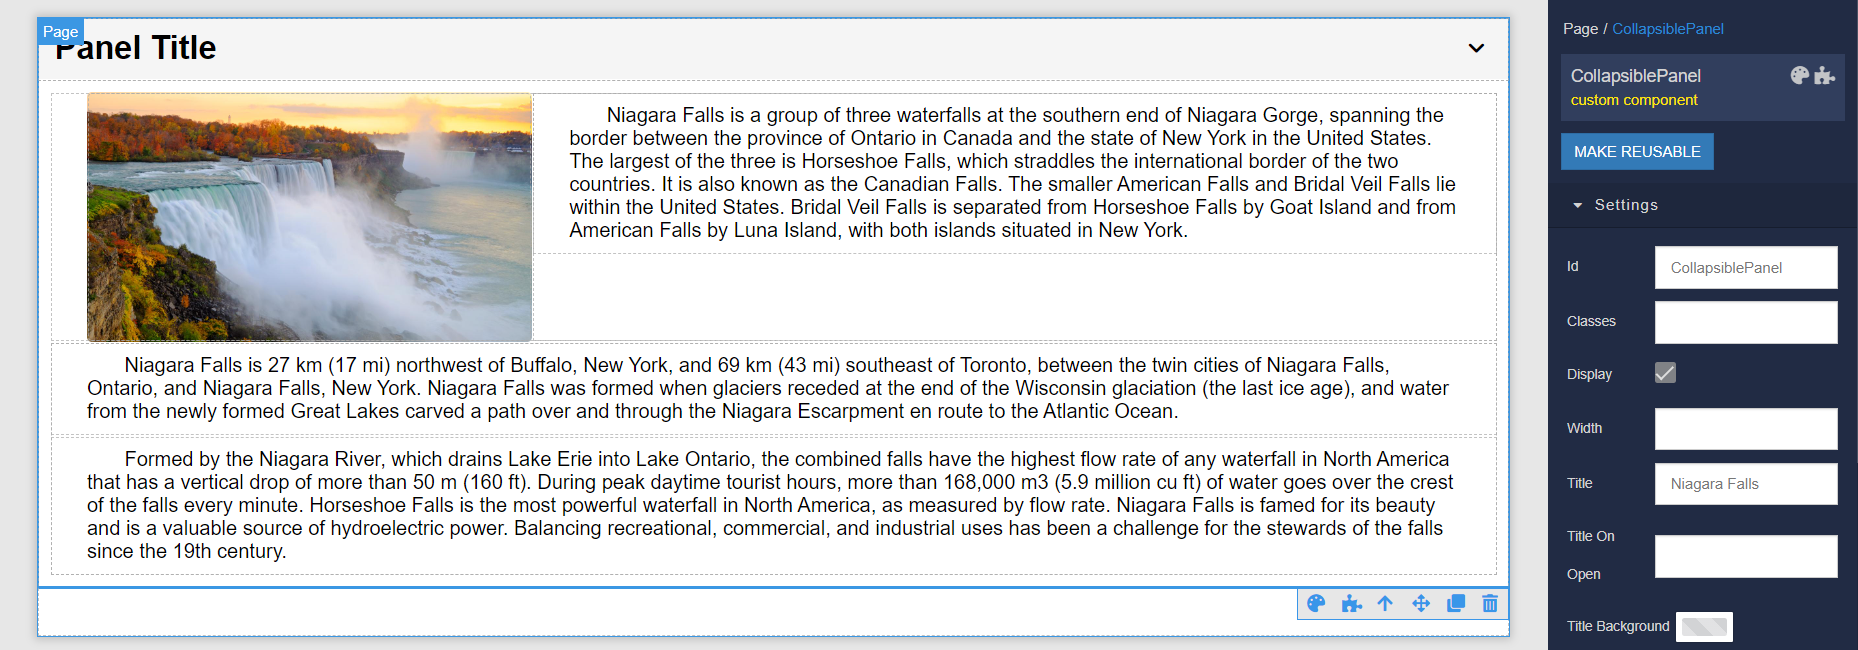 Page
Panel Title
Niagara Falls is a group of three waterfalls at the southern end of Niagara Gorge, spanning the
border between the province of Ontario in Canada and the state of New York in the United States.
The largest of the three is Horseshoe Falls, which straddles the international border of the two
countries. It is also known as the Canadian Falls. The smaller American Falls and Bridal Veil Falls lie
within the United States. Bridal Veil Falls is separated from Horseshoe Falls by Goat Island and from
American Falls by Luna Island, with both islands situated in New York.
Niagara Falls is 27 km (17 mi) northwest of Buffalo, New York, and 69 km (43 mi) southeast of Toronto, between the twin cities of Niagara Falls,
Ontario, and Niagara Falls, New York. Niagara Falls was formed when glaciers receded at the end of the Wisconsin glaciation (the last ice age), and water
from the newly formed Great Lakes carved a path over and through the Niagara Escarpment en route to the Atlantic Ocean.
Formed by the Niagara River, which drains Lake Erie into Lake Ontario, the combined falls have the highest flow rate of any waterfall in North America
that has a vertical drop of more than 50 m (160 ft). During peak daytime tourist hours, more than 168,000 m3 (5.9 million cu ft) of water goes over the crest
of the falls every minute. Horseshoe Falls is the most powerful waterfall in North America, as measured by flow rate. Niagara Falls is famed for its beauty
and is a valuable source of hydroelectric power. Balancing recreational, commercial, and industrial uses has been a challenge for the stewards of the falls
since the 19th century.
Page / CollapsiblePanel
CollapsiblePanel
custom component
MAKE REUSABLE
Settings
Id CollapsiblePanel
Classes
Display
Width
Title Niagara Falls
Title On
Open
Title Background